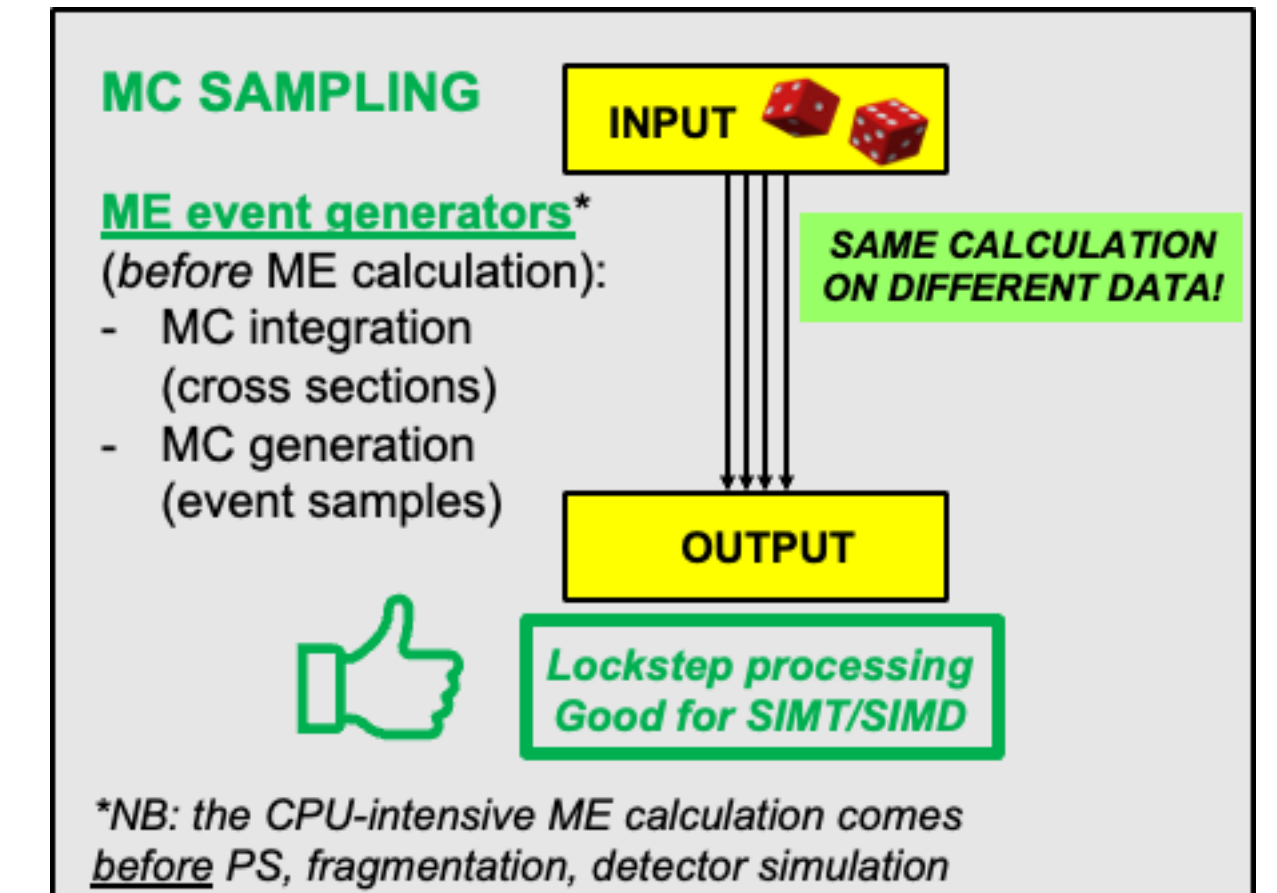 MC SAMPLING
INPUT
ME event generators*
(before ME calculation):
- MC integration
(cross sections)
- MC generation
(event samples)
SAME CALCULATION
ON DIFFERENT DATA!
OUTPUT
Lockstep processing
Good for SIMT/SIMD
*NB: the CPU-intensive ME calculation comes
before PS, fragmentation, detector simulation